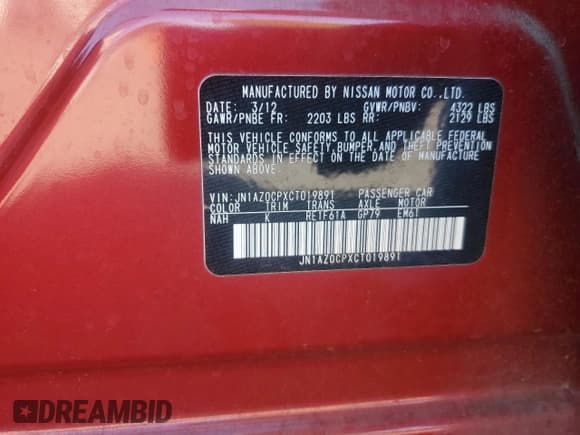 MANUFACTURED BY NISSAN MOTOR CO.,LTD.
DATE: 3/12 GVWR/PNBV: 4322 LBS
GAWR/PNBE FR: 2203 LBS RR: 2129 LBS
THIS VEHICLE CONFORMS TO ALL APPLICABLE FEDERAL
MOTOR VEHICLE SAFETY,BUMPER,AND THEFT PREVENTION
STANDARDS IN EFFECT ON THE DATE OF MANUFACTURE
SHOWN ABOVE.
VIN:JN1AZ0CPXCT019891 PASSENGER CAR
COLOR TRIM TRANS AXLE MOTOR
NAH K RE1F61A GP79 EM61
JN1AZ0CPXCT019891
DREAMBID